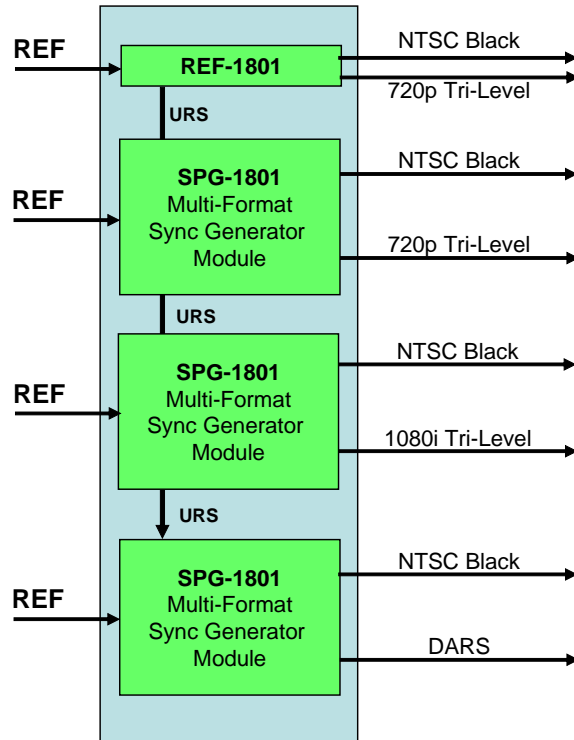 REF
REF-1801
NTSC Black
720p Tri-Level
URS
REF
SPG-1801
Multi-Format
Sync Generator
Module
NTSC Black
720p Tri-Level
URS
REF
SPG-1801
Multi-Format
Sync Generator
Module
NTSC Black
1080i Tri-Level
URS
REF
SPG-1801
Multi-Format
Sync Generator
Module
NTSC Black
DARS